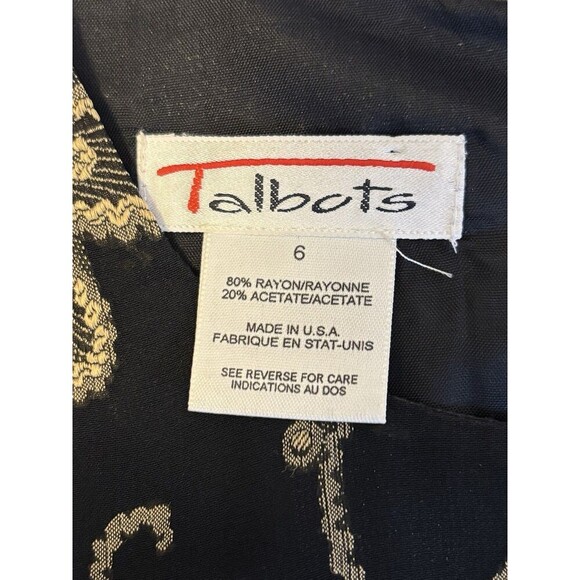 Talbots
6
80% RAYON/RAYONNE
20% ACETATE/ACETATE
MADE IN U.S.A.
FABRIQUE EN STAT-UNIS
SEE REVERSE FOR CARE
INDICATIONS AU DOS